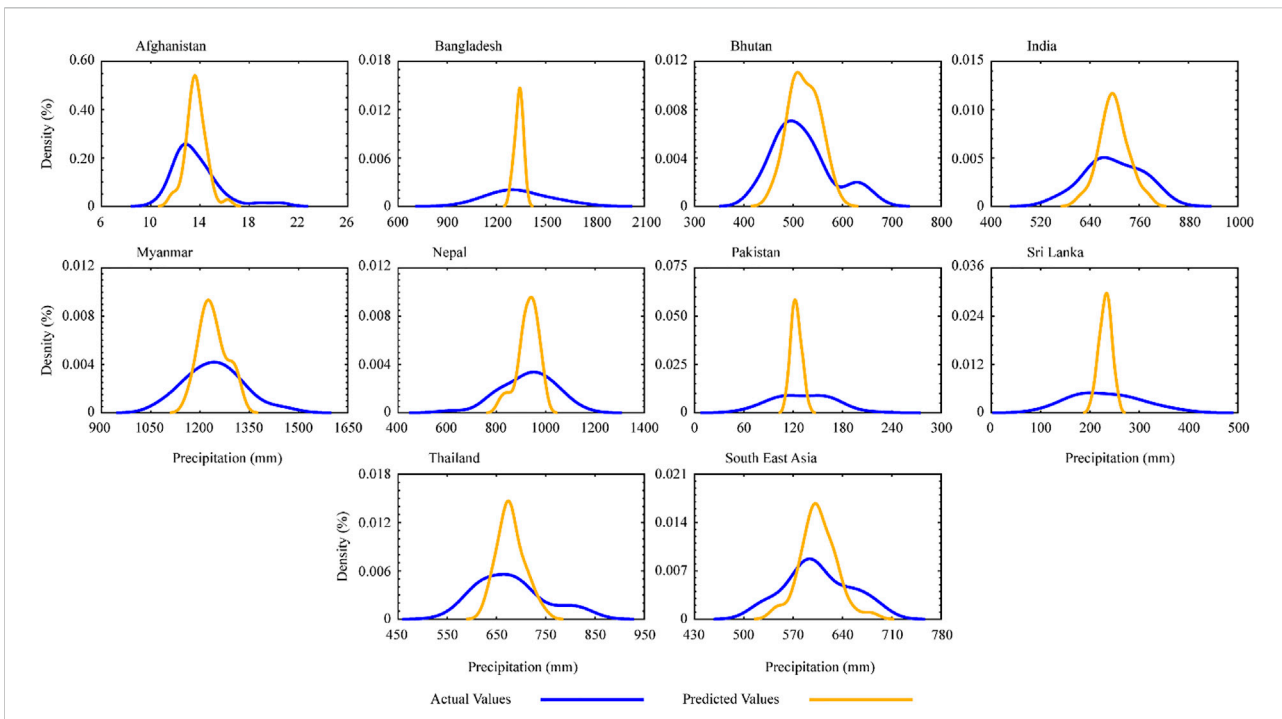 Afghanistan Bangladesh Bhutan India
0.60 0.018 0.012 0.015
0.40 0.012 0.008 0.010
Density (%)
0.20 0.006 0.004 0.005
0 0 0 0
6 10 14 18 22 26 600 900 1200 1500 1800 2100 300 400 500 600 700 800 400 520 640 760 880 1000
Myanmar Nepal Pakistan Sri Lanka
0.012 0.012 0.075 0.036
0.008 0.008 0.050 0.024
Desnity (%)
0.004 0.004 0.025 0.012
0 0 0 0
900 1050 1200 1350 1500 1650 400 600 800 1000 1200 1400 0 60 120 180 240 300 0 100 200 300 400 500
Precipitation (mm) Precipitation (mm) Precipitation (mm) Precipitation (mm)
Thailand South East Asia
0.018 0.021
0.012 0.014
Density (%)
0.006 0.007
0 0
450 550 650 750 850 950 430 500 570 640 710 780
Precipitation (mm) Precipitation (mm)
Actual Values Predicted Values